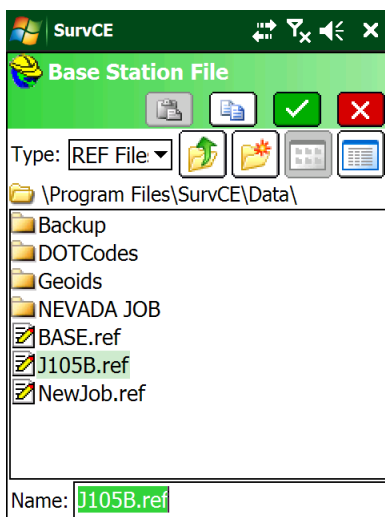 SurvCE
Base Station File
Type: REF File
\Program Files\SurvCE\Data\
Backup
DOTCodes
Geoids
NEVADA JOB
BASE.ref
J105B.ref
NewJob.ref
Name: J105B.ref